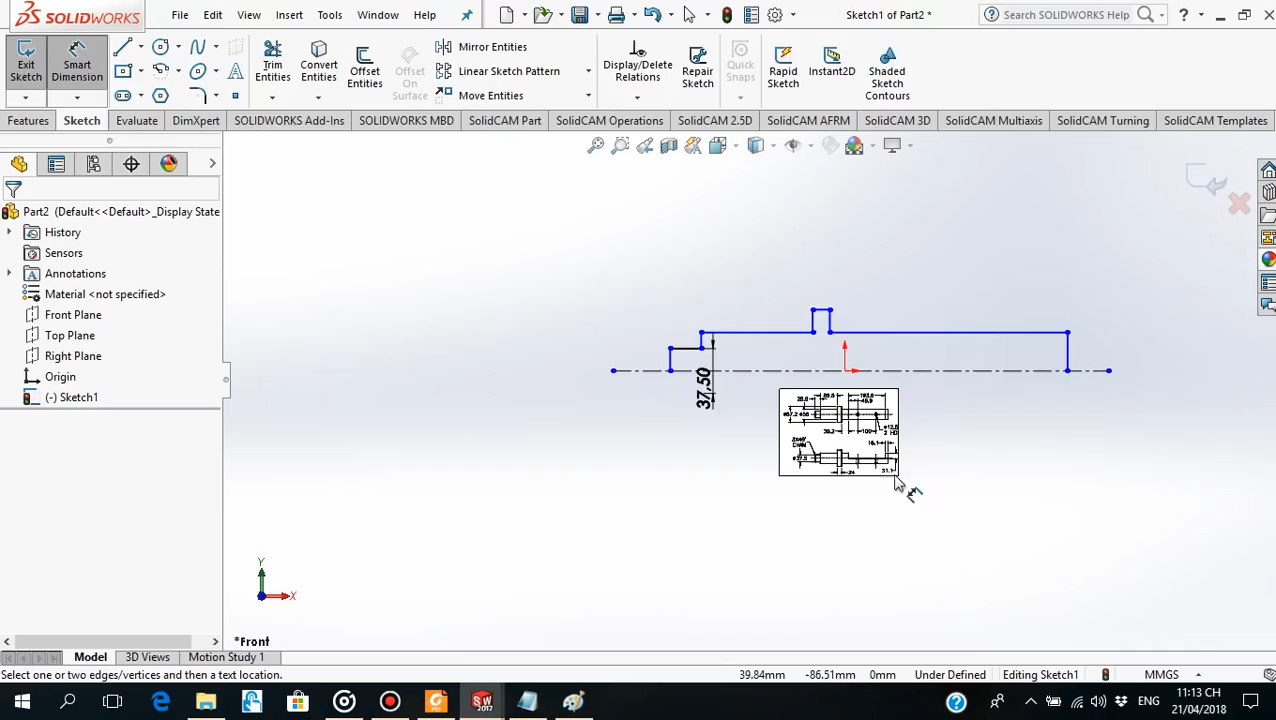 SOLIDWORKS
File
Edit
View
Insert
Tools
Window
Help
Sketch1 of Part2 *
Search SOLIDWORKS Help
?
Exit Sketch
Smart Dimension
Trim Entities
Convert Entities
Offset Entities
Offset On Surface
Mirror Entities
Linear Sketch Pattern
Move Entities
Display/Delete Relations
Repair Sketch
Quick Snaps
Rapid Sketch
Instant2D
Shaded Sketch Contours
Features
Sketch
Evaluate
DimXpert
SOLIDWORKS Add-Ins
SOLIDWORKS MBD
SolidCAM Part
SolidCAM Operations
SolidCAM 2.5D
SolidCAM AFRM
SolidCAM 3D
SolidCAM Multiaxis
SolidCAM Turning
SolidCAM Templates
Part2 (Default<<Default>_Display State
History
Sensors
Annotations
Material <not specified>
Front Plane
Top Plane
Right Plane
Origin
(-) Sketch1
37,50
Y
X
*Front
Model
3D Views
Motion Study 1
Select one or two edges/vertices and then a text location.
39.84mm
-86.51mm
0mm
Under Defined
Editing Sketch1
MMGS
ENG
11:13 CH
21/04/2018